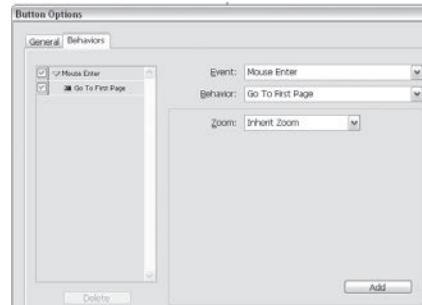 Button Options
General Behaviors
Mouse Enter
Go To First Page
Event: Mouse Enter
Behavior: Go To First Page
Zoom: Inherit Zoom
Add
Delete